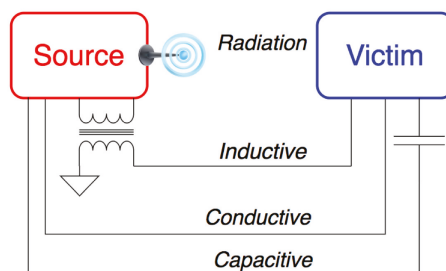 Source
Radiation
Victim
Inductive
Conductive
Capacitive